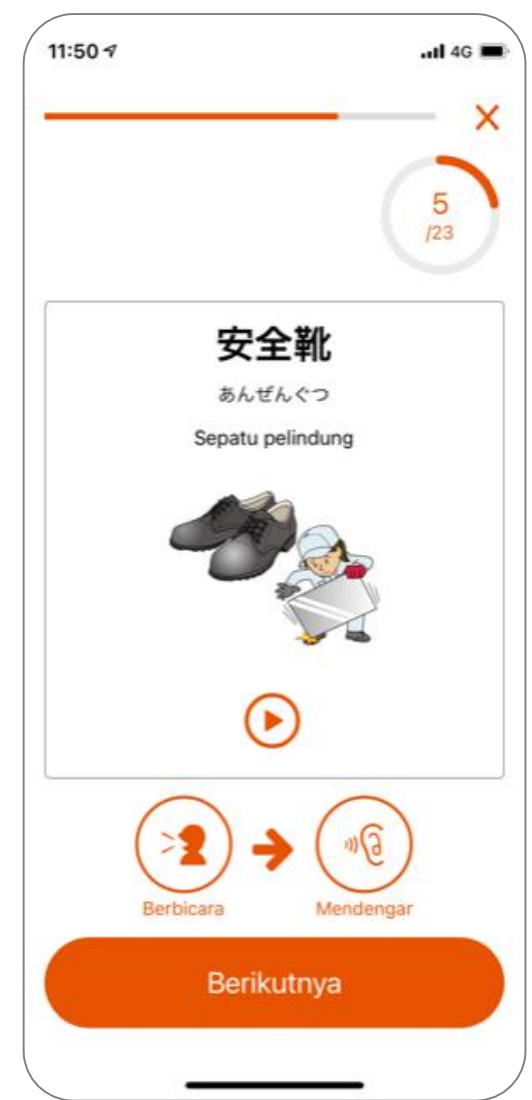 11:50
4G
5
/23
安全靴
あんぜんぐつ
Sepatu pelindung
Berbicara
Mendengar
Berikutnya